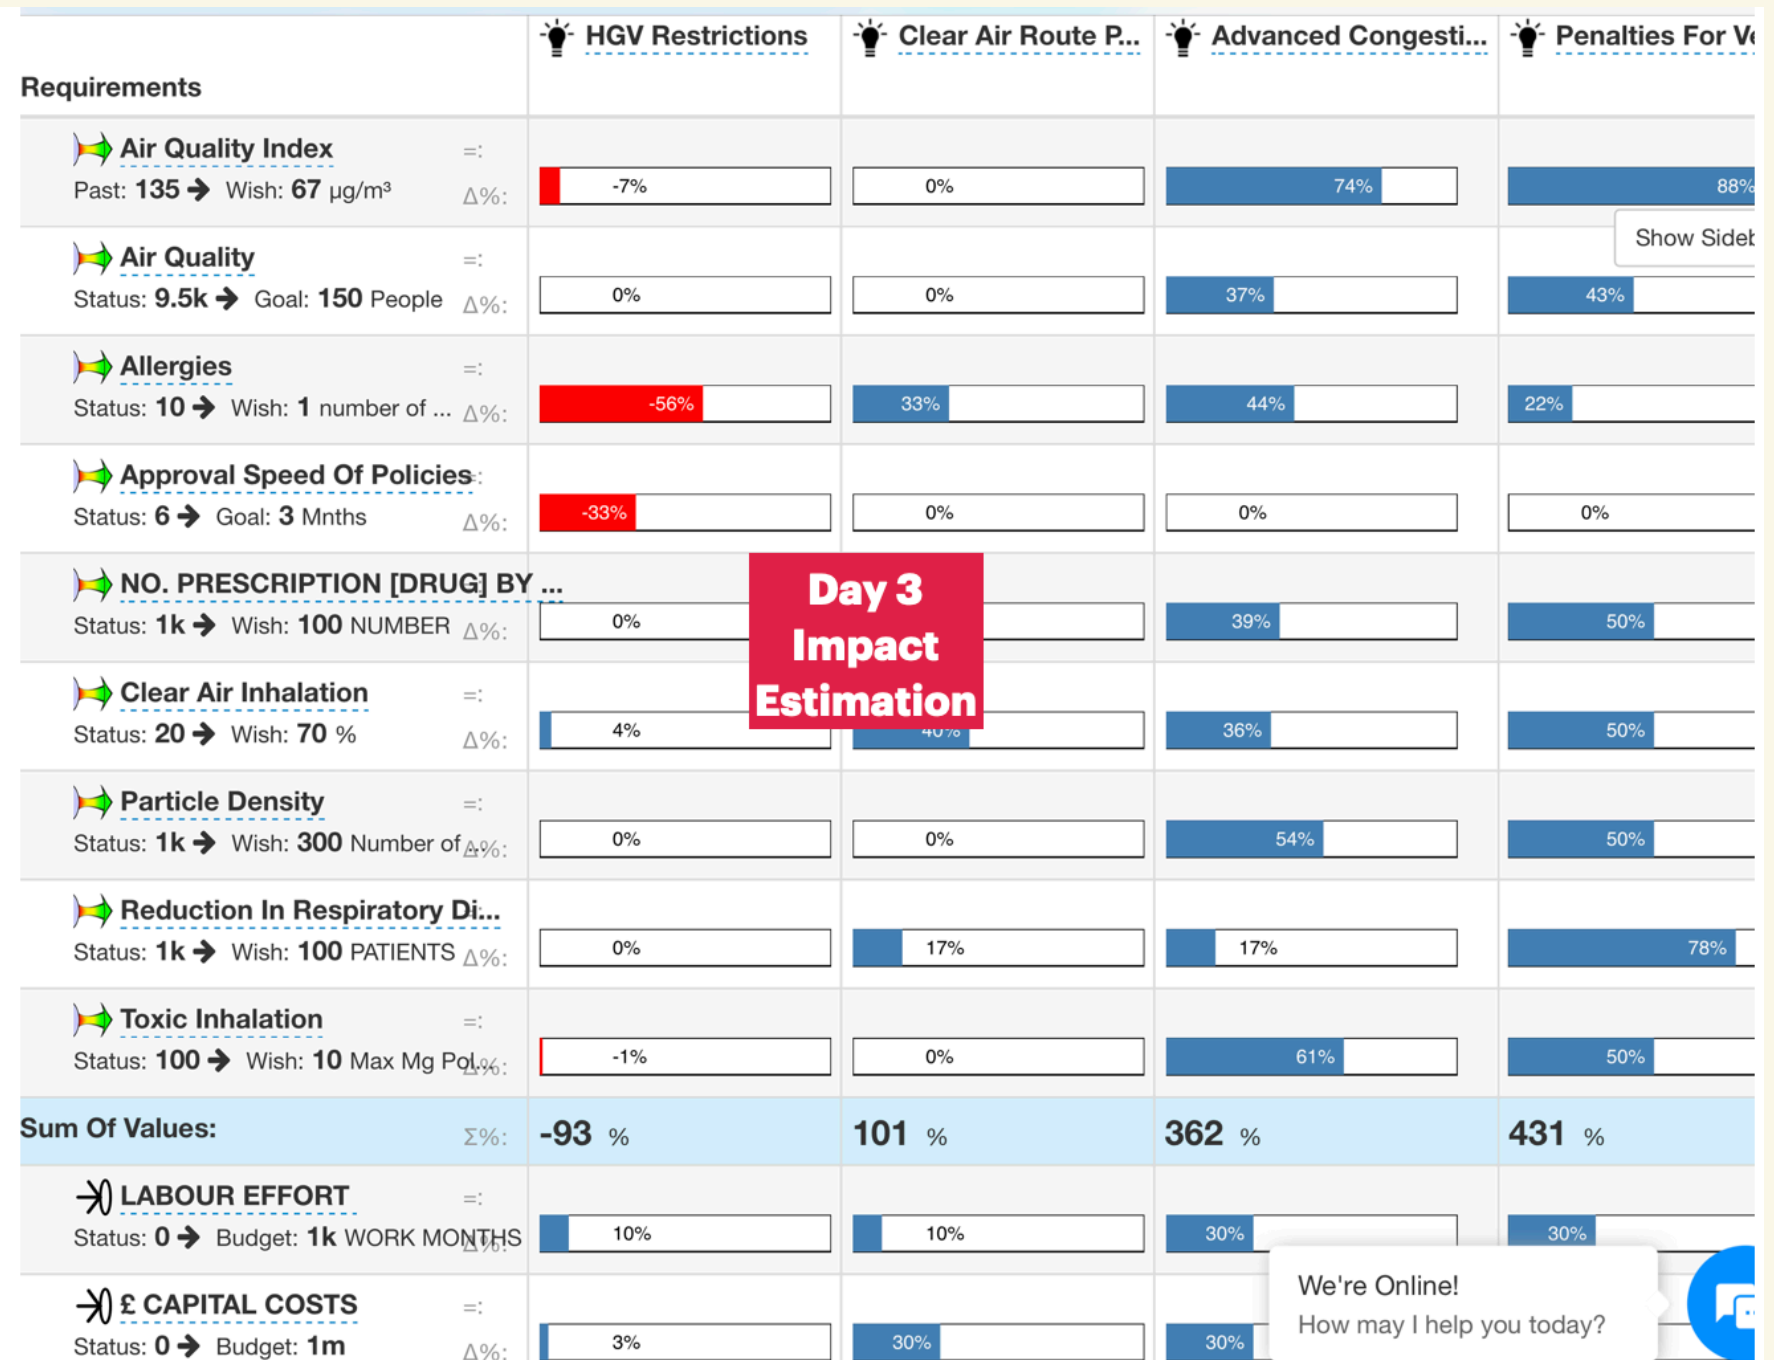 HGV Restrictions
Clear Air Route P...
Advanced Congesti...
Penalties For
Requirements
Air Quality Index =:
Past: 135 ➔ Wish: 67 µg/m³ Δ%: -7% 0% 74% 88%
Show
Air Quality =:
Status: 9.5k ➔ Goal: 150 People Δ%: 0% 0% 37% 43%
Allergies =:
Status: 10 ➔ Wish: 1 number of ... Δ%: -56% 33% 44% 22%
Approval Speed Of Policies =:
Status: 6 ➔ Goal: 3 Mnths Δ%: -33% 0% 0% 0%
NO. PRESCRIPTION [DRUG] BY ...
Status: 1k ➔ Wish: 100 NUMBER Δ%: 0% 39% 50%
Day 3
Impact
Estimation
Clear Air Inhalation =:
Status: 20 ➔ Wish: 70 % Δ%: 4% 40% 36% 50%
Particle Density =:
Status: 1k ➔ Wish: 300 Number of ... Δ%: 0% 0% 54% 50%
Reduction In Respiratory Di...
Status: 1k ➔ Wish: 100 PATIENTS Δ%: 0% 17% 17% 78%
Toxic Inhalation =:
Status: 100 ➔ Wish: 10 Max Mg Pol... Δ%: -1% 0% 61% 50%
Sum Of Values: Σ%: -93 % 101 % 362 % 431 %
LABOUR EFFORT =:
Status: 0 ➔ Budget: 1k WORK MONTHS Δ%: 10% 10% 30% 30%
£ CAPITAL COSTS =:
Status: 0 ➔ Budget: 1m Δ%: 3% 30% 30%
We're Online!
How may I help you today?